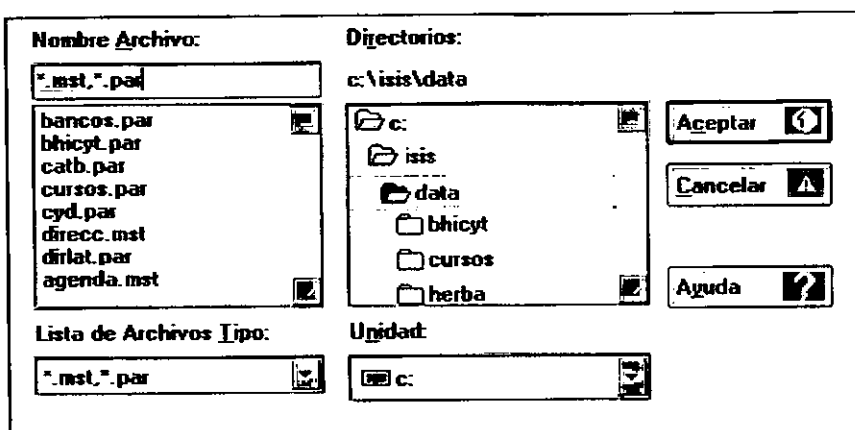 Nombre Archivo:
*.mst,*.par
bancos.par
bhicyt.par
catb.par
cursos.par
cyd.par
direcc.mst
dirlat.par
agenda.mst
Lista de Archivos Tipo:
*.mst,*.par
Directorios:
c:\isis\data
c:
isis
data
bhicyt
cursos
herba
Unidad:
c:
Aceptar
Cancelar
Ayuda ?